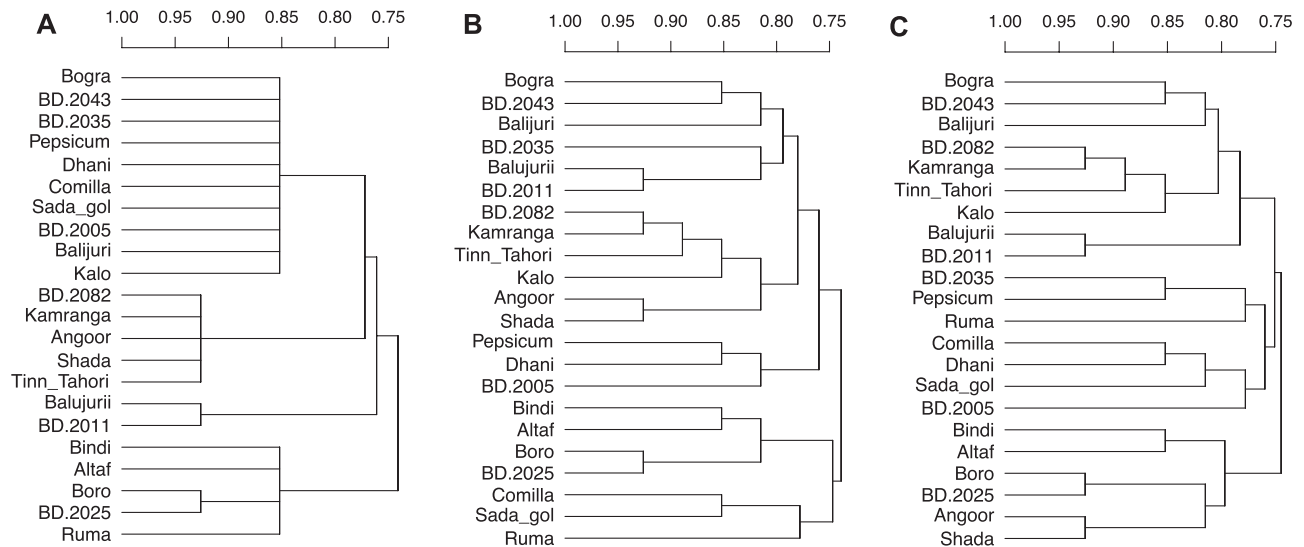 A
1.00 0.95 0.90 0.85 0.80 0.75
Bogra
BD.2043
BD.2035
Pepsicum
Dhani
Comilla
Sada_gol
BD.2005
Balijuri
Kalo
BD.2082
Kamranga
Angoor
Shada
Tinn_Tahori
Balujurii
BD.2011
Bindi
Altaf
Boro
BD.2025
Ruma
B
1.00 0.95 0.90 0.85 0.80 0.75
Bogra
BD.2043
Balijuri
BD.2035
Balujurii
BD.2011
BD.2082
Kamranga
Tinn_Tahori
Kalo
Angoor
Shada
Pepsicum
Dhani
BD.2005
Bindi
Altaf
Boro
BD.2025
Comilla
Sada_gol
Ruma
C
1.00 0.95 0.90 0.85 0.80 0.75
Bogra
BD.2043
Balijuri
BD.2082
Kamranga
Tinn_Tahori
Kalo
Balujurii
BD.2011
BD.2035
Pepsicum
Ruma
Comilla
Dhani
Sada_gol
BD.2005
Bindi
Altaf
Boro
BD.2025
Angoor
Shada